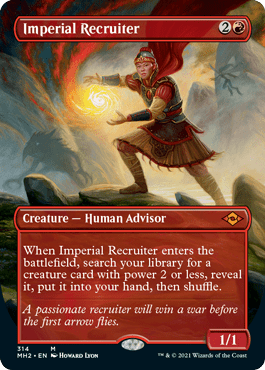 Imperial Recruiter 2
Creature — Human Advisor
When Imperial Recruiter enters the
battlefield, search your library for a
creature card with power 2 or less, reveal
it, put it into your hand, then shuffle.
A passionate recruiter will win a war before
the first arrow flies.
1/1
314 M
MH2 • EN Howard Lyon ™ & © 2021 Wizards of the Coast